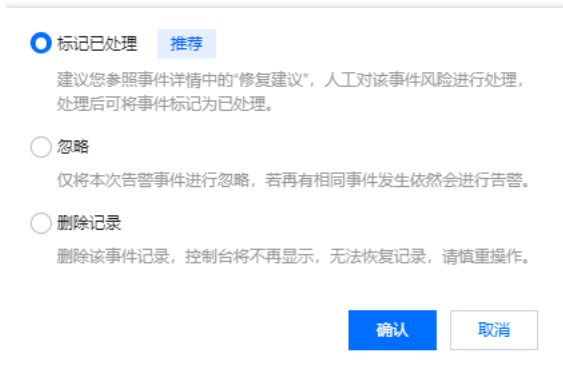 标记已处理 推荐
建议您参照事件详情中的“修复建议”，人工对该事件风险进行处理，
处理后可将事件标记为已处理。
忽略
仅将本次告警事件进行忽略，若再有相同事件发生依然会进行告警。
删除记录
删除该事件记录，控制台将不再显示，无法恢复记录，请慎重操作。
确认 取消